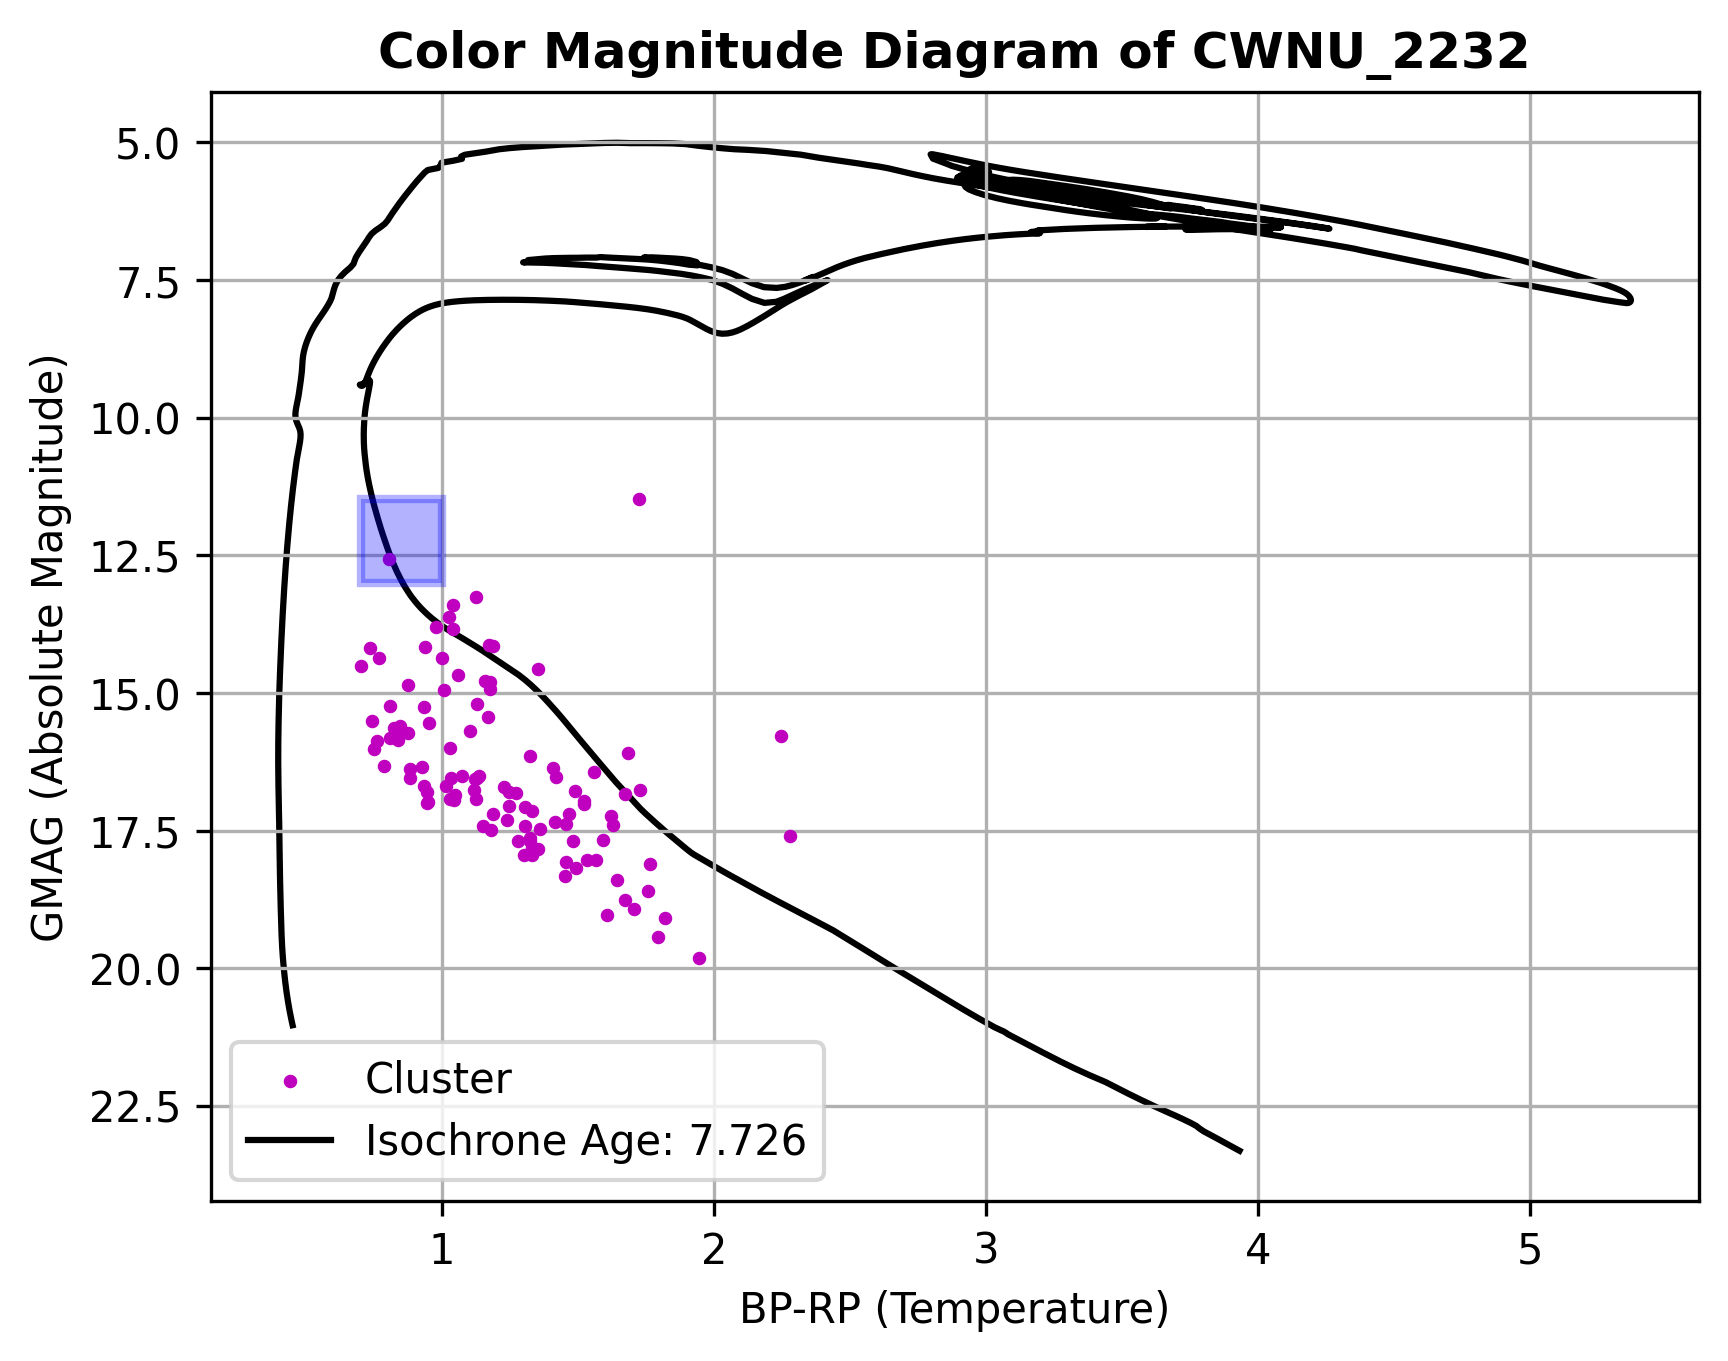 Color Magnitude Diagram of CWNU_2232
GMAG (Absolute Magnitude)
5.0
7.5
10.0
12.5
15.0
17.5
20.0
22.5
Cluster
Isochrone Age: 7.726
1 2 3 4 5
BP-RP (Temperature)